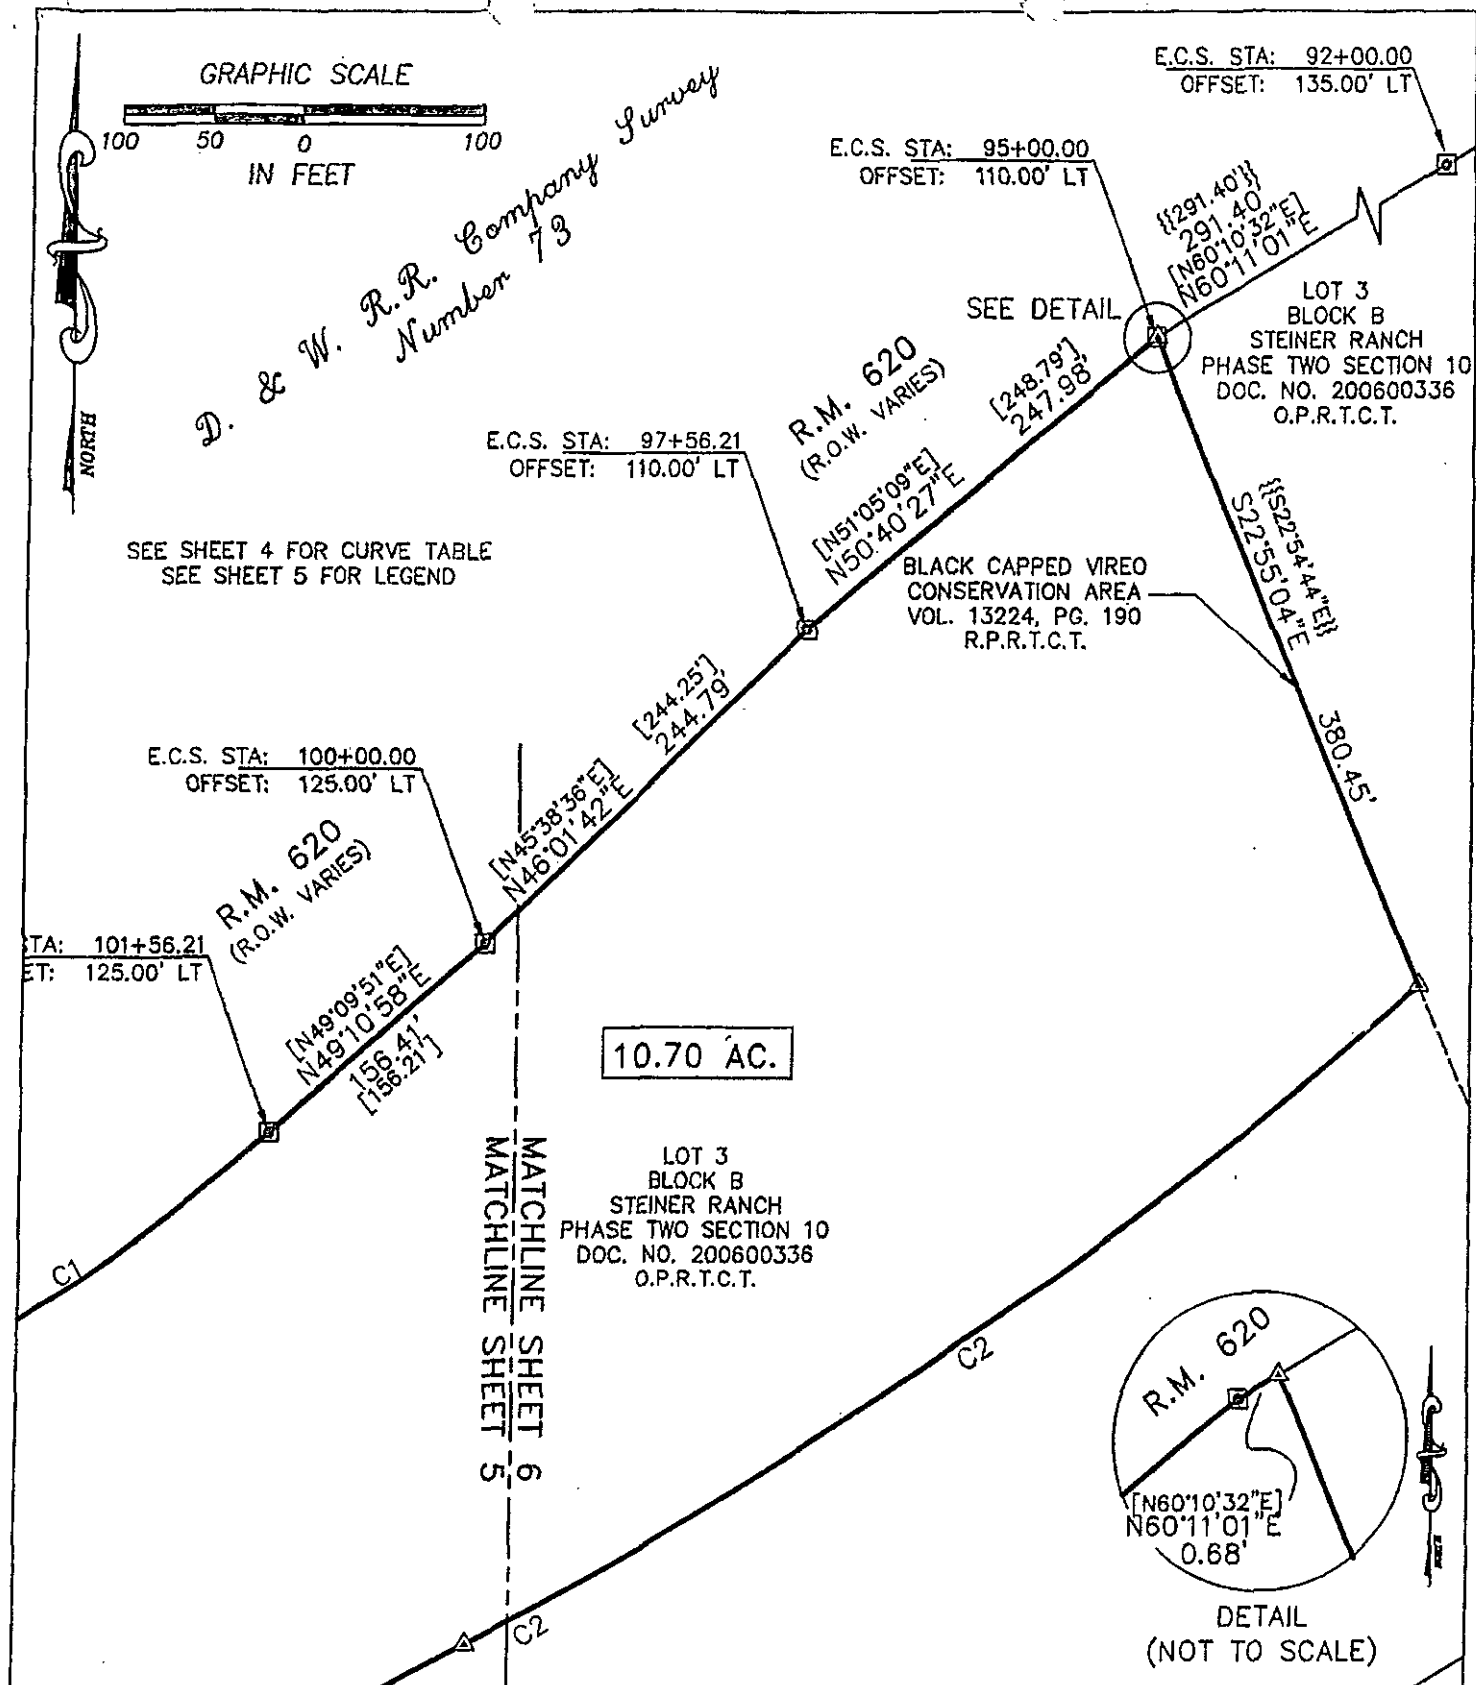 GRAPHIC SCALE
100 50 0 100
IN FEET
NORTH
D. & W. R.R. Company Survey
Number 73
E.C.S. STA: 92+00.00
OFFSET: 135.00' LT
E.C.S. STA: 95+00.00
OFFSET: 110.00' LT
{{291.40'}}
291.40'
[N60°10'32"E]
N60°11'01"E
SEE DETAIL
LOT 3
BLOCK B
STEINER RANCH
PHASE TWO SECTION 10
DOC. NO. 200600336
O.P.R.T.C.T.
R.M. 620
(R.O.W. VARIES)
[248.79']
247.98'
E.C.S. STA: 97+56.21
OFFSET: 110.00' LT
[N51°05'09"E]
N50°40'27"E
{{S22°54'44"E}}
S22°55'04"E
380.45'
SEE SHEET 4 FOR CURVE TABLE
SEE SHEET 5 FOR LEGEND
BLACK CAPPED VIREO
CONSERVATION AREA
VOL. 13224, PG. 190
R.P.R.T.C.T.
[244.25']
244.79'
E.C.S. STA: 100+00.00
OFFSET: 125.00' LT
[N45°38'36"E]
N46°01'42"E
R.M. 620
(R.O.W. VARIES)
STA: 101+56.21
ET: 125.00' LT
[N49°09'51"E]
N49°10'58"E
156.41'
[156.21']
10.70 AC.
MATCHLINE SHEET 6
MATCHLINE SHEET 5
LOT 3
BLOCK B
STEINER RANCH
PHASE TWO SECTION 10
DOC. NO. 200600336
O.P.R.T.C.T.
C1
C2
C2
R.M. 620
[N60°10'32"E]
N60°11'01"E
0.68'
DETAIL
(NOT TO SCALE)